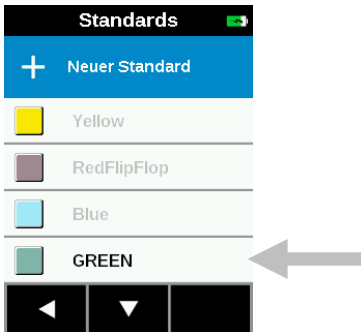 Standards
Neuer Standard
Yellow
RedFlipFlop
Blue
GREEN